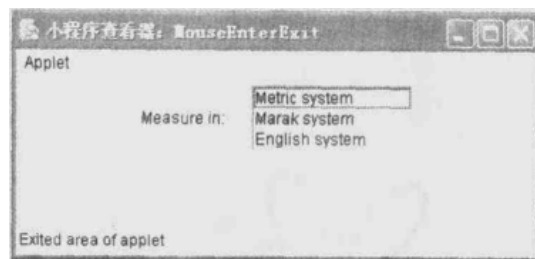 小程序查看器: MouseEnterExit
Applet
Metric system
Measure in: Marak system
English system
Exited area of applet